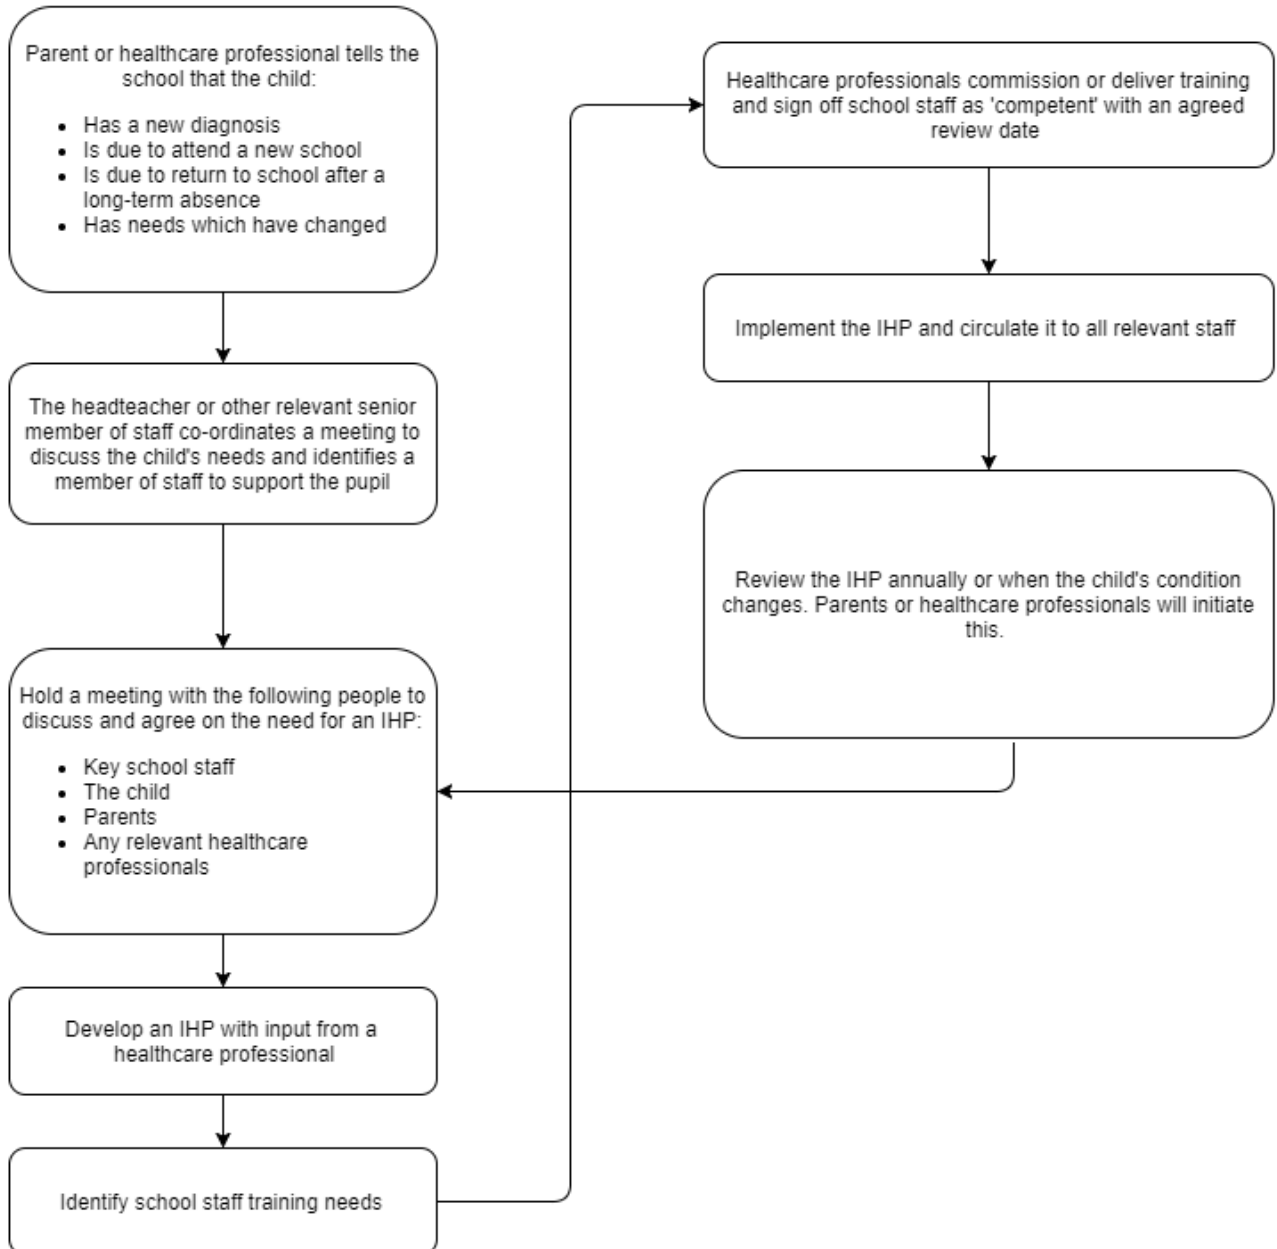 Parent or healthcare professional tells the
school that the child:
• Has a new diagnosis
• Is due to attend a new school
• Is due to return to school after a
long-term absence
• Has needs which have changed
The headteacher or other relevant senior
member of staff co-ordinates a meeting to
discuss the child's needs and identifies a
member of staff to support the pupil
Hold a meeting with the following people to
discuss and agree on the need for an IHP:
• Key school staff
• The child
• Parents
• Any relevant healthcare
professionals
Develop an IHP with input from a
healthcare professional
Identify school staff training needs
Healthcare professionals commission or deliver training
and sign off school staff as 'competent' with an agreed
review date
Implement the IHP and circulate it to all relevant staff
Review the IHP annually or when the child's condition
changes. Parents or healthcare professionals will initiate
this.